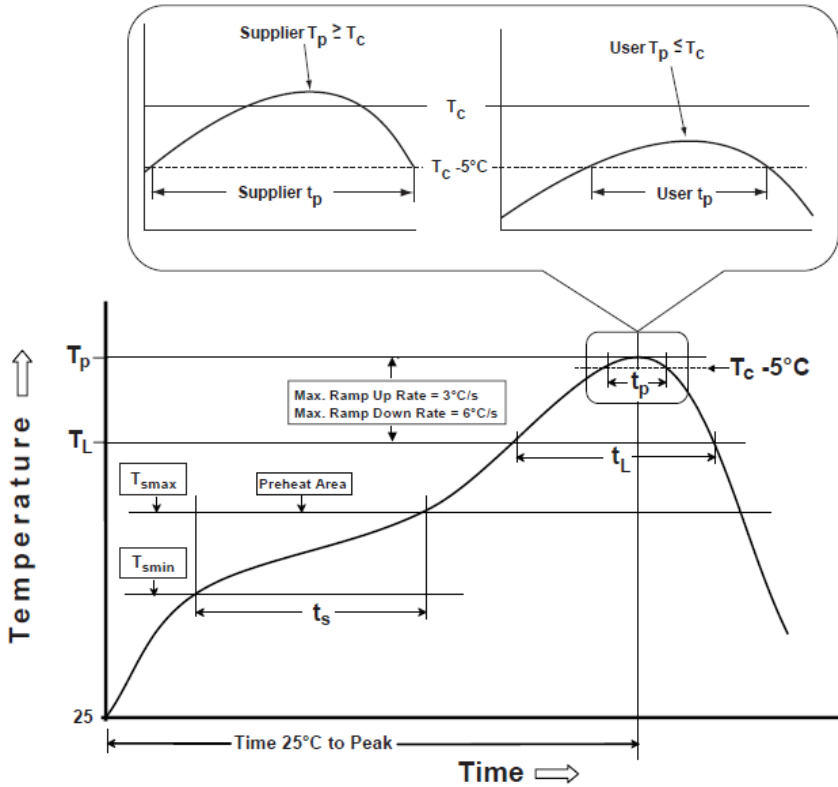 Supplier Tp ≥ Tc
User Tp ≤ Tc
Tc
Tc -5°C
Supplier tp
User tp
Tp
Tc -5°C
tp
Max. Ramp Up Rate = 3°C/s
Max. Ramp Down Rate = 6°C/s
TL
tL
Tsmax
Preheat Area
Tsmin
ts
Temperature
25
Time 25°C to Peak
Time